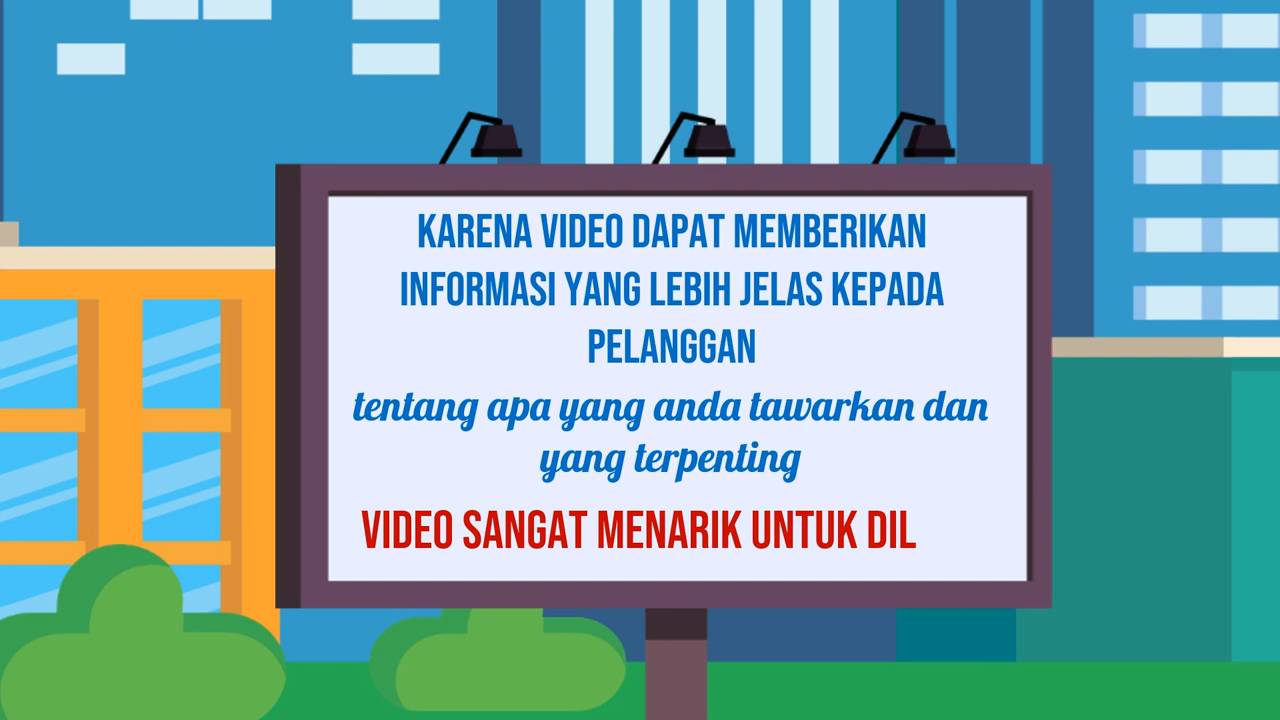 KARENA VIDEO DAPAT MEMBERIKAN
INFORMASI YANG LEBIH JELAS KEPADA
PELANGGAN
tentang apa yang anda tawarkan dan
yang terpenting
VIDEO SANGAT MENARIK UNTUK DIL